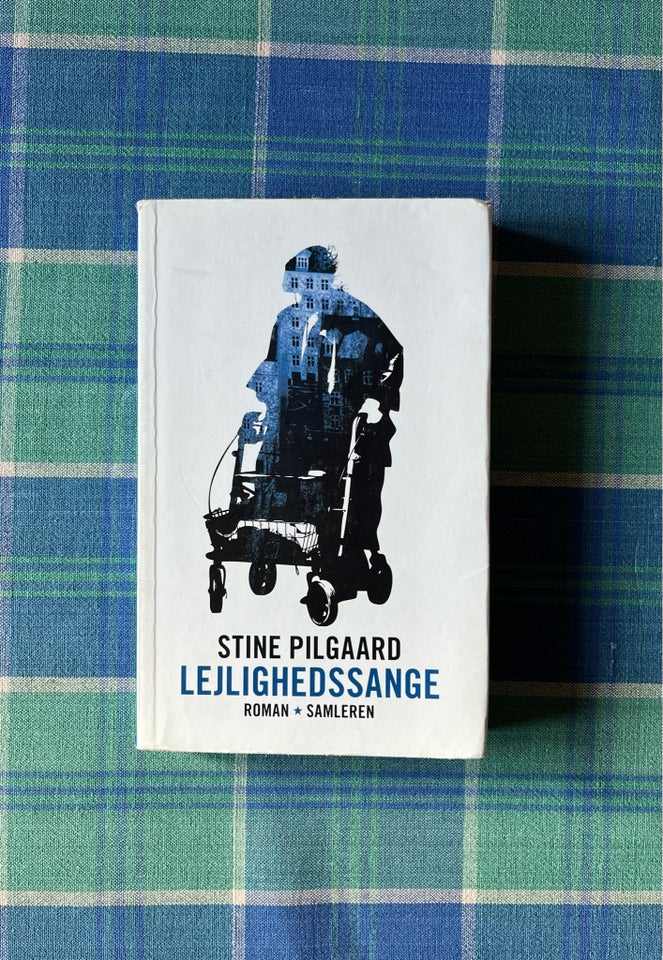 STINE PILGAARD
LEJLIGHEDSSANGE
ROMAN ★ SAMLEREN